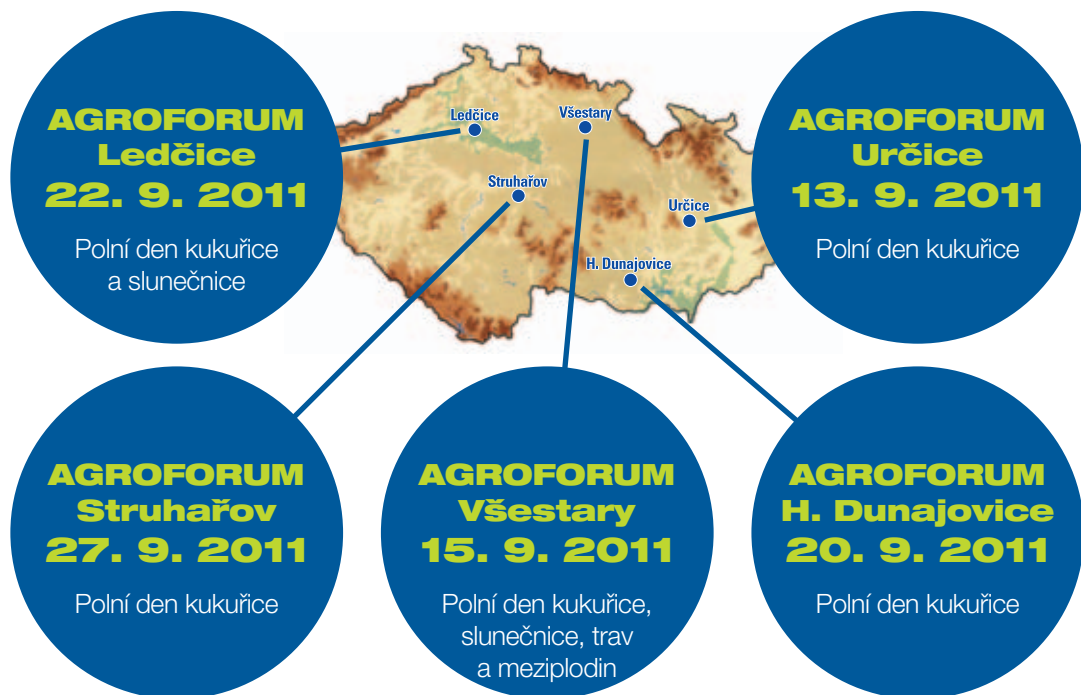 AGROFORUM
Ledčice
22. 9. 2011
Polní den kukuřice
a slunečnice
Ledčice
Všestary
Struhařov
Určice
H. Dunajovice
AGROFORUM
Určice
13. 9. 2011
Polní den kukuřice
AGROFORUM
Struhařov
27. 9. 2011
Polní den kukuřice
AGROFORUM
Všestary
15. 9. 2011
Polní den kukuřice,
slunečnice, trav
a meziplodin
AGROFORUM
H. Dunajovice
20. 9. 2011
Polní den kukuřice